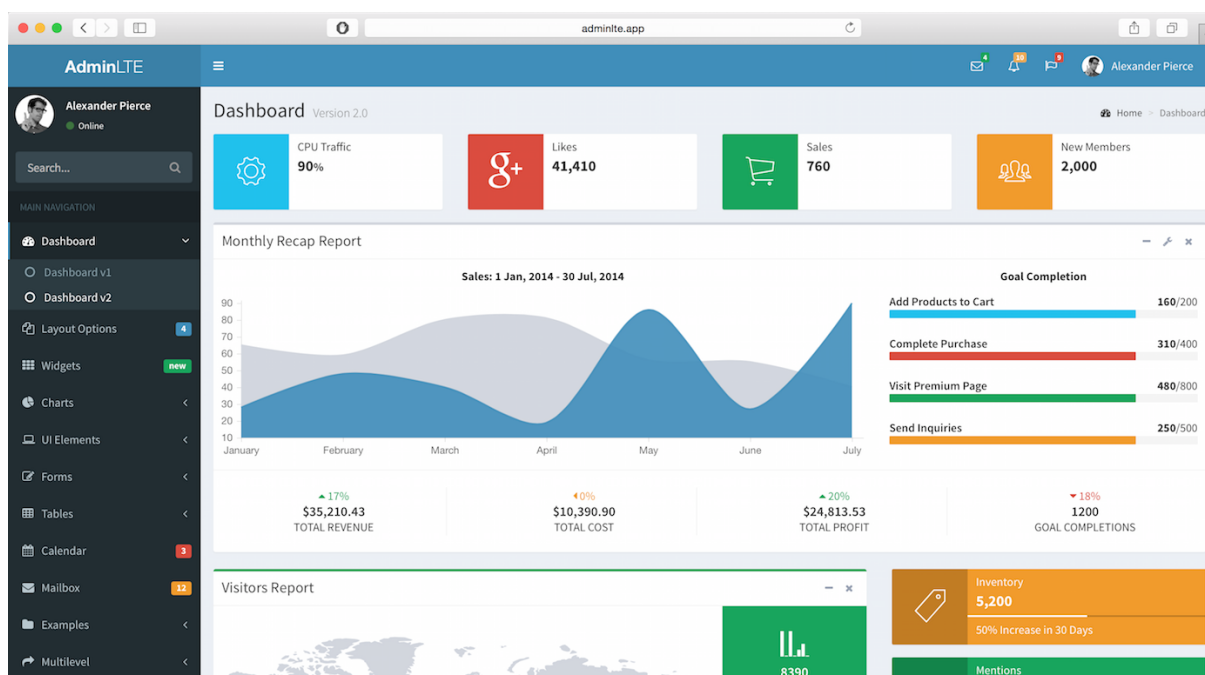 adminlte.app
AdminLTE
4
10
9
Alexander Pierce
Alexander Pierce
Online
Search...
MAIN NAVIGATION
Dashboard
Dashboard v1
Dashboard v2
Layout Options 4
Widgets new
Charts
UI Elements
Forms
Tables
Calendar 3
Mailbox 12
Examples
Multilevel
Dashboard Version 2.0
Home > Dashboard
CPU Traffic
90%
g+
Likes
41,410
Sales
760
New Members
2,000
Monthly Recap Report
Sales: 1 Jan, 2014 - 30 Jul, 2014
90
80
70
60
50
40
30
20
10
January February March April May June July
Goal Completion
Add Products to Cart 160/200
Complete Purchase 310/400
Visit Premium Page 480/800
Send Inquiries 250/500
17%
$35,210.43
TOTAL REVENUE
0%
$10,390.90
TOTAL COST
20%
$24,813.53
TOTAL PROFIT
18%
1200
GOAL COMPLETIONS
Visitors Report
8390
Inventory
5,200
50% Increase in 30 Days
Mentions